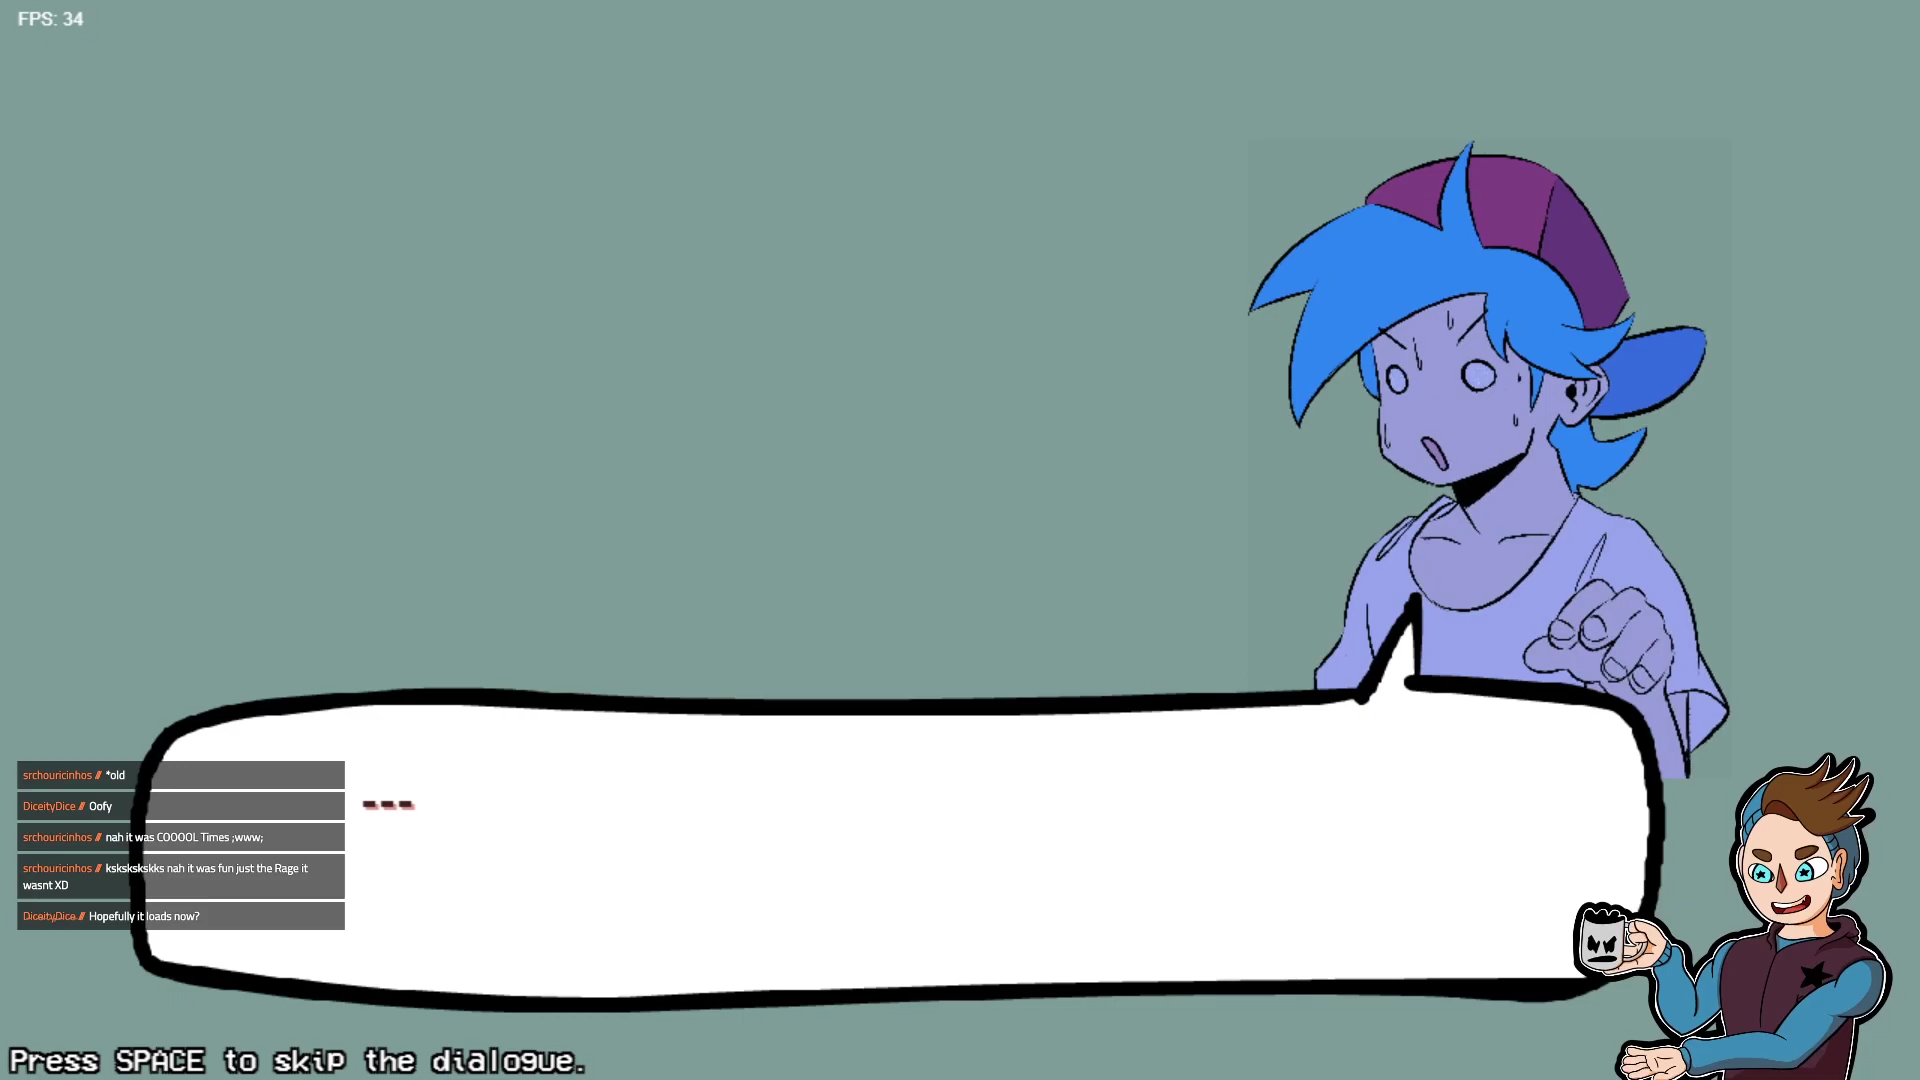 FPS: 34
srchouricinhos // *old
DiceityDice // Oofy
srchouricinhos // nah it was COOOOL Times ;www;
srchouricinhos // kskskskskks nah it was fun just the Rage it
wasnt XD
DiceityDice // Hopefully it loads now?
---
Press SPACE to skip the dialogue.